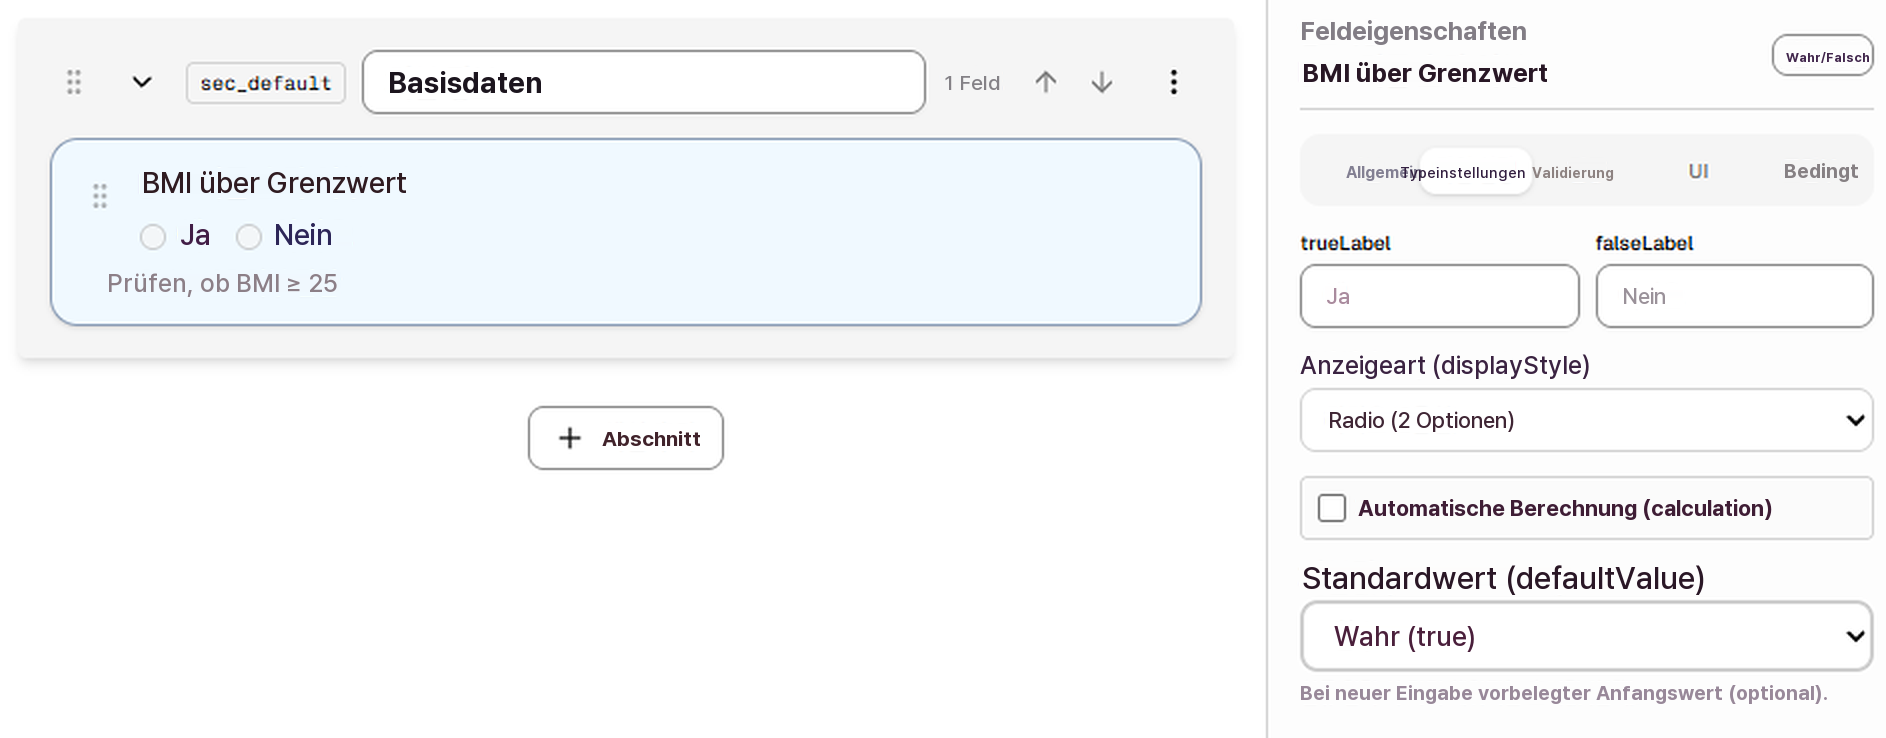 sec_default
Basisdaten
1 Feld
BMI über Grenzwert
Ja
Nein
Prüfen, ob BMI ≥ 25
Abschnitt
Feldeigenschaften
BMI über Grenzwert
Wahr/Falsch
Allgemein
Typeinstellungen
Validierung
UI
Bedingt
trueLabel
falseLabel
Ja
Nein
Anzeigeart (displayStyle)
Radio (2 Optionen)
Automatische Berechnung (calculation)
Standardwert (defaultValue)
Wahr (true)
Bei neuer Eingabe vorbelegter Anfangswert (optional).